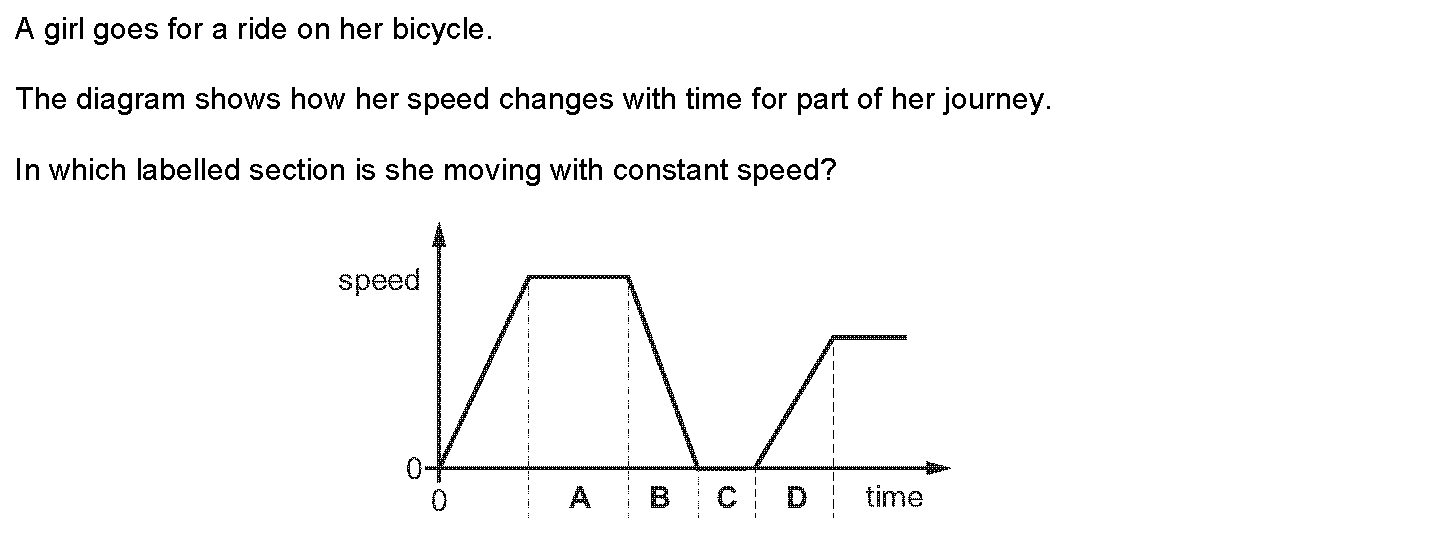 A girl goes for a ride on her bicycle.
The diagram shows how her speed changes with time for part of her journey.
In which labelled section is she moving with constant speed?
speed
0
0 A B C D time